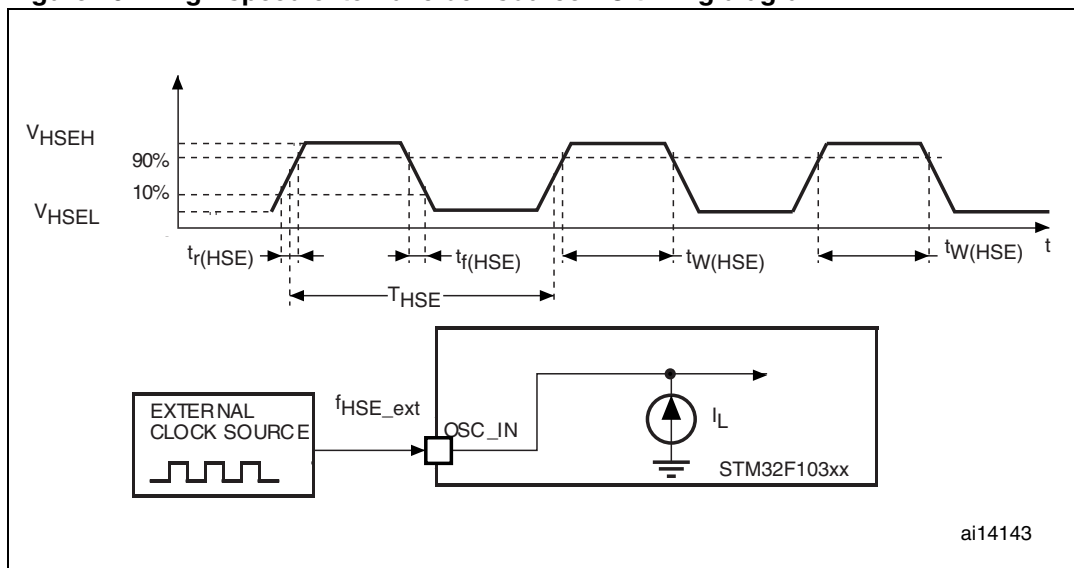 VHSEH
90%
10%
VHSEL
tr(HSE)
tf(HSE)
tW(HSE)
tW(HSE)
t
THSE
EXTERNAL
CLOCK SOURCE
fHSE_ext
OSC_IN
IL
STM32F103xx
ai14143